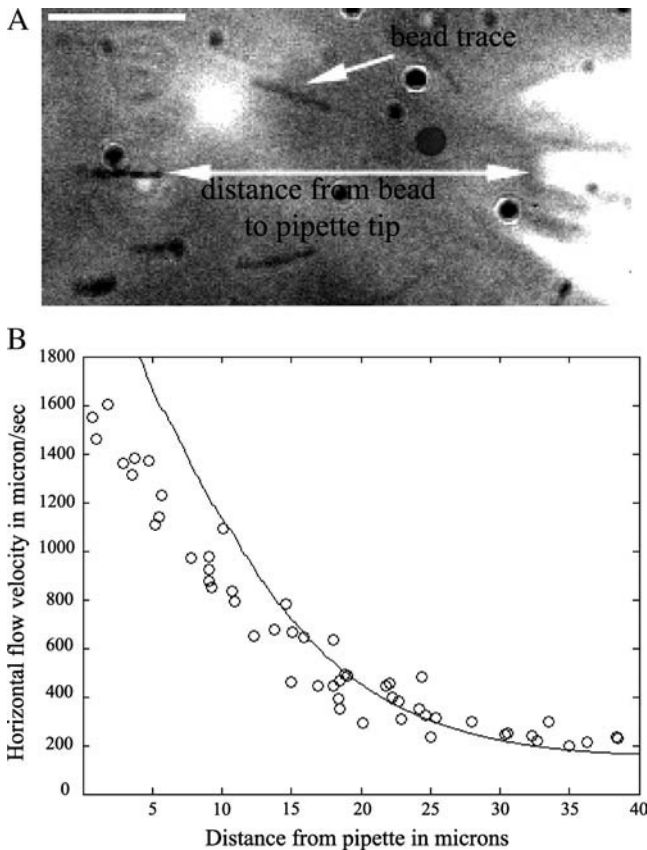 A
bead trace
distance from bead
to pipette tip
B
1800
1600
1400
1200
1000
800
600
400
200
0
5 10 15 20 25 30 35 40
Horizontal flow velocity in micron/sec
Distance from pipette in microns